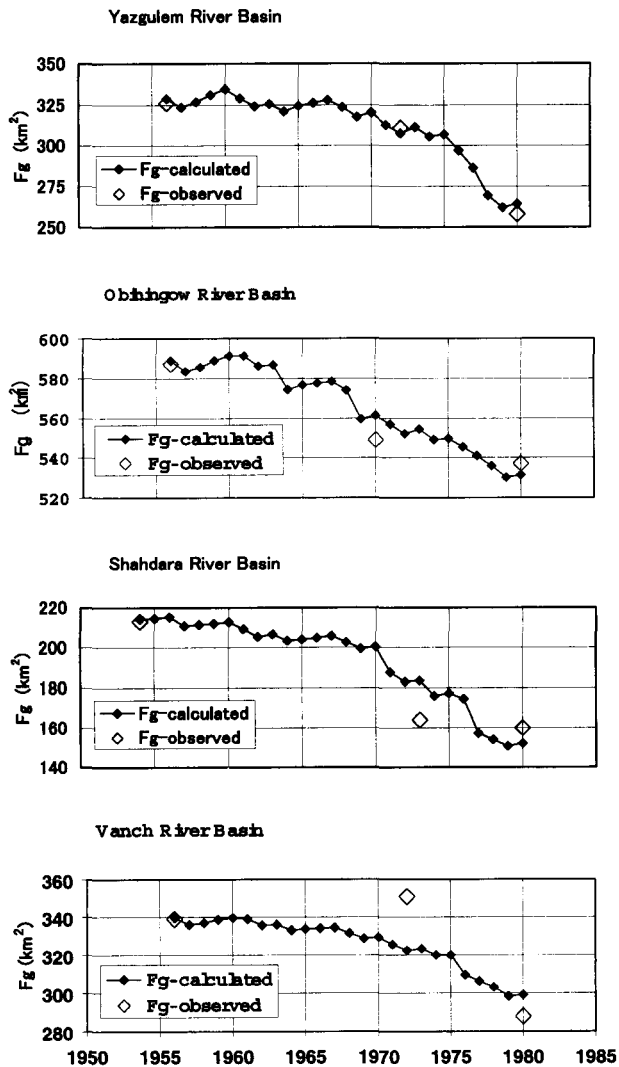 Yazgulem River Basin
350
325
300
275
250
Fg (km²)
Fg-calculated
Fg-observed
Obihingow River Basin
600
580
560
540
520
Fg (km²)
Fg-calculated
Fg-observed
Shahdara River Basin
220
200
180
160
140
Fg (km²)
Fg-calculated
Fg-observed
Vanch River Basin
360
340
320
300
280
Fg (km²)
Fg-calculated
Fg-observed
1950 1955 1960 1965 1970 1975 1980 1985